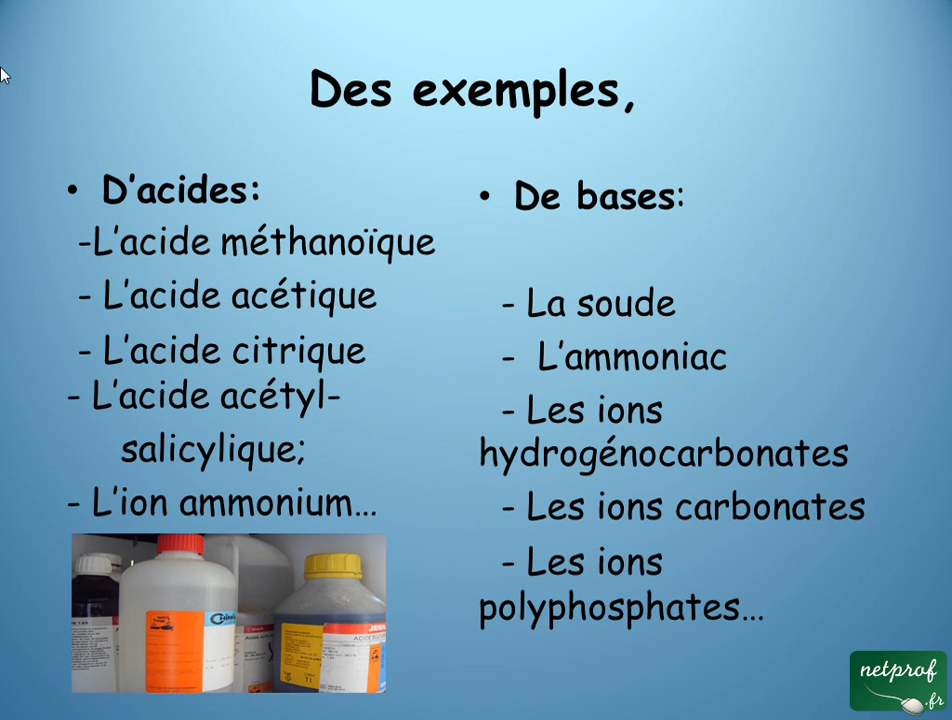 Des exemples,
• D'acides:
-L'acide méthanoïque
- L'acide acétique
- L'acide citrique
- L'acide acétyl-
salicylique;
- L'ion ammonium...
• De bases:
- La soude
- L'ammoniac
- Les ions
hydrogénocarbonates
- Les ions carbonates
- Les ions
polyphosphates...
netprof
.fr